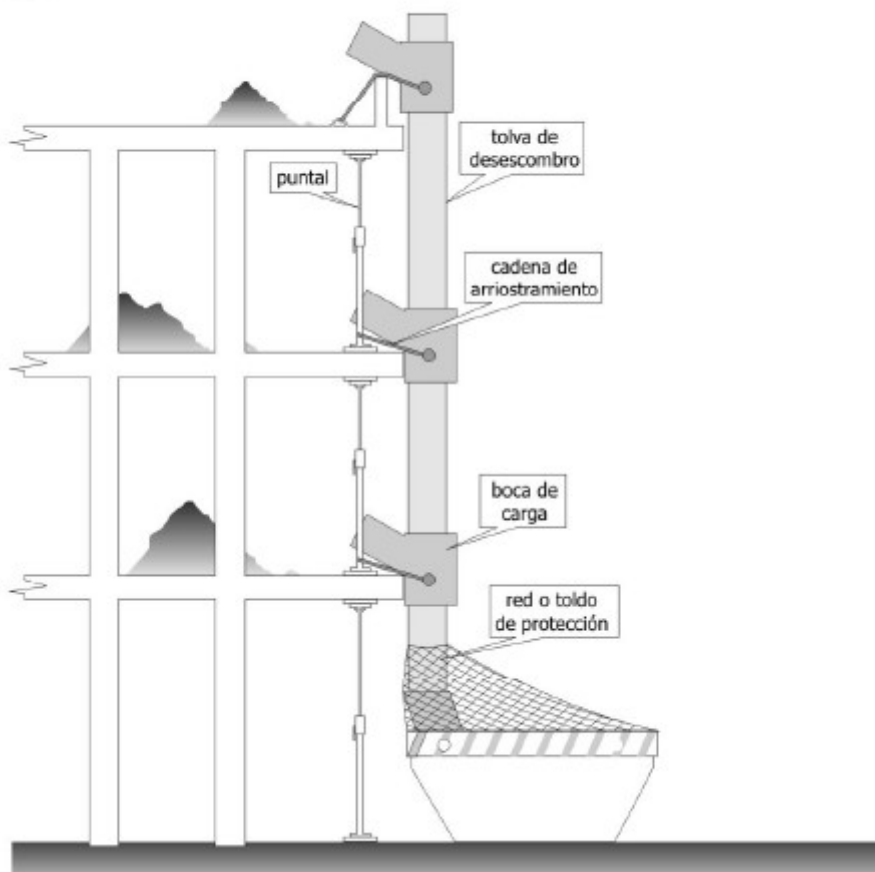 tolva de
desescombro
puntal
cadena de
arriostramiento
boca de
carga
red o toldo
de protección